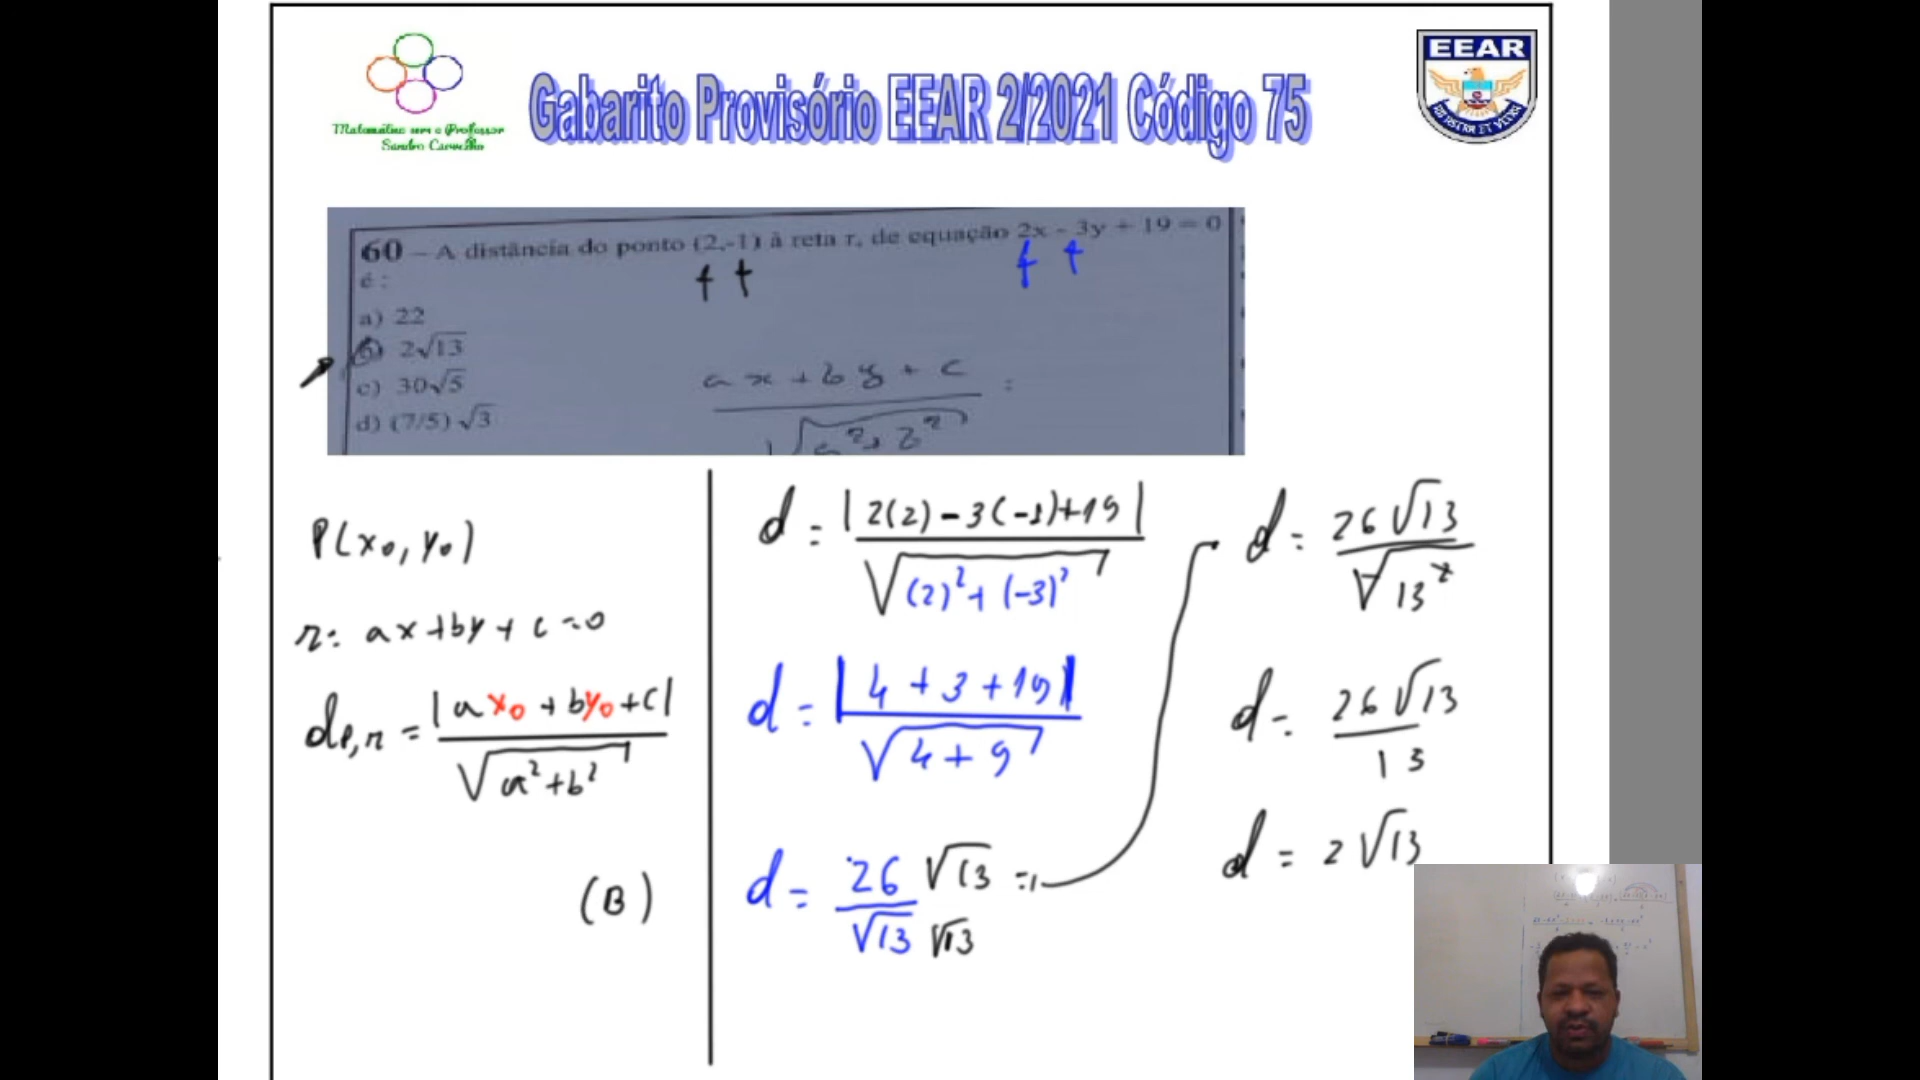 Matemática com o Professor
Sandro Carvalho
Gabarito Provisório EEAR 2/2021 Código 75
EEAR
60 – A distância do ponto (2,-1) à reta r, de equação 2x - 3y + 19 = 0
é :
a) 22
b) 2√13
c) 30√5
d) (7/5) √3
ax + by + c
√a² + b²
P(x₀, y₀)
r: ax + by + c = 0
dP,r = |ax₀ + by₀ + c|
√a² + b²
(B)
d = |2(2) - 3(-1) + 19|
√(2)² + (-3)²
d = |4 + 3 + 19|
√4 + 9
d = 26 √13 =
√13 √13
d = 26√13
√13²
d = 26√13
13
d = 2√13